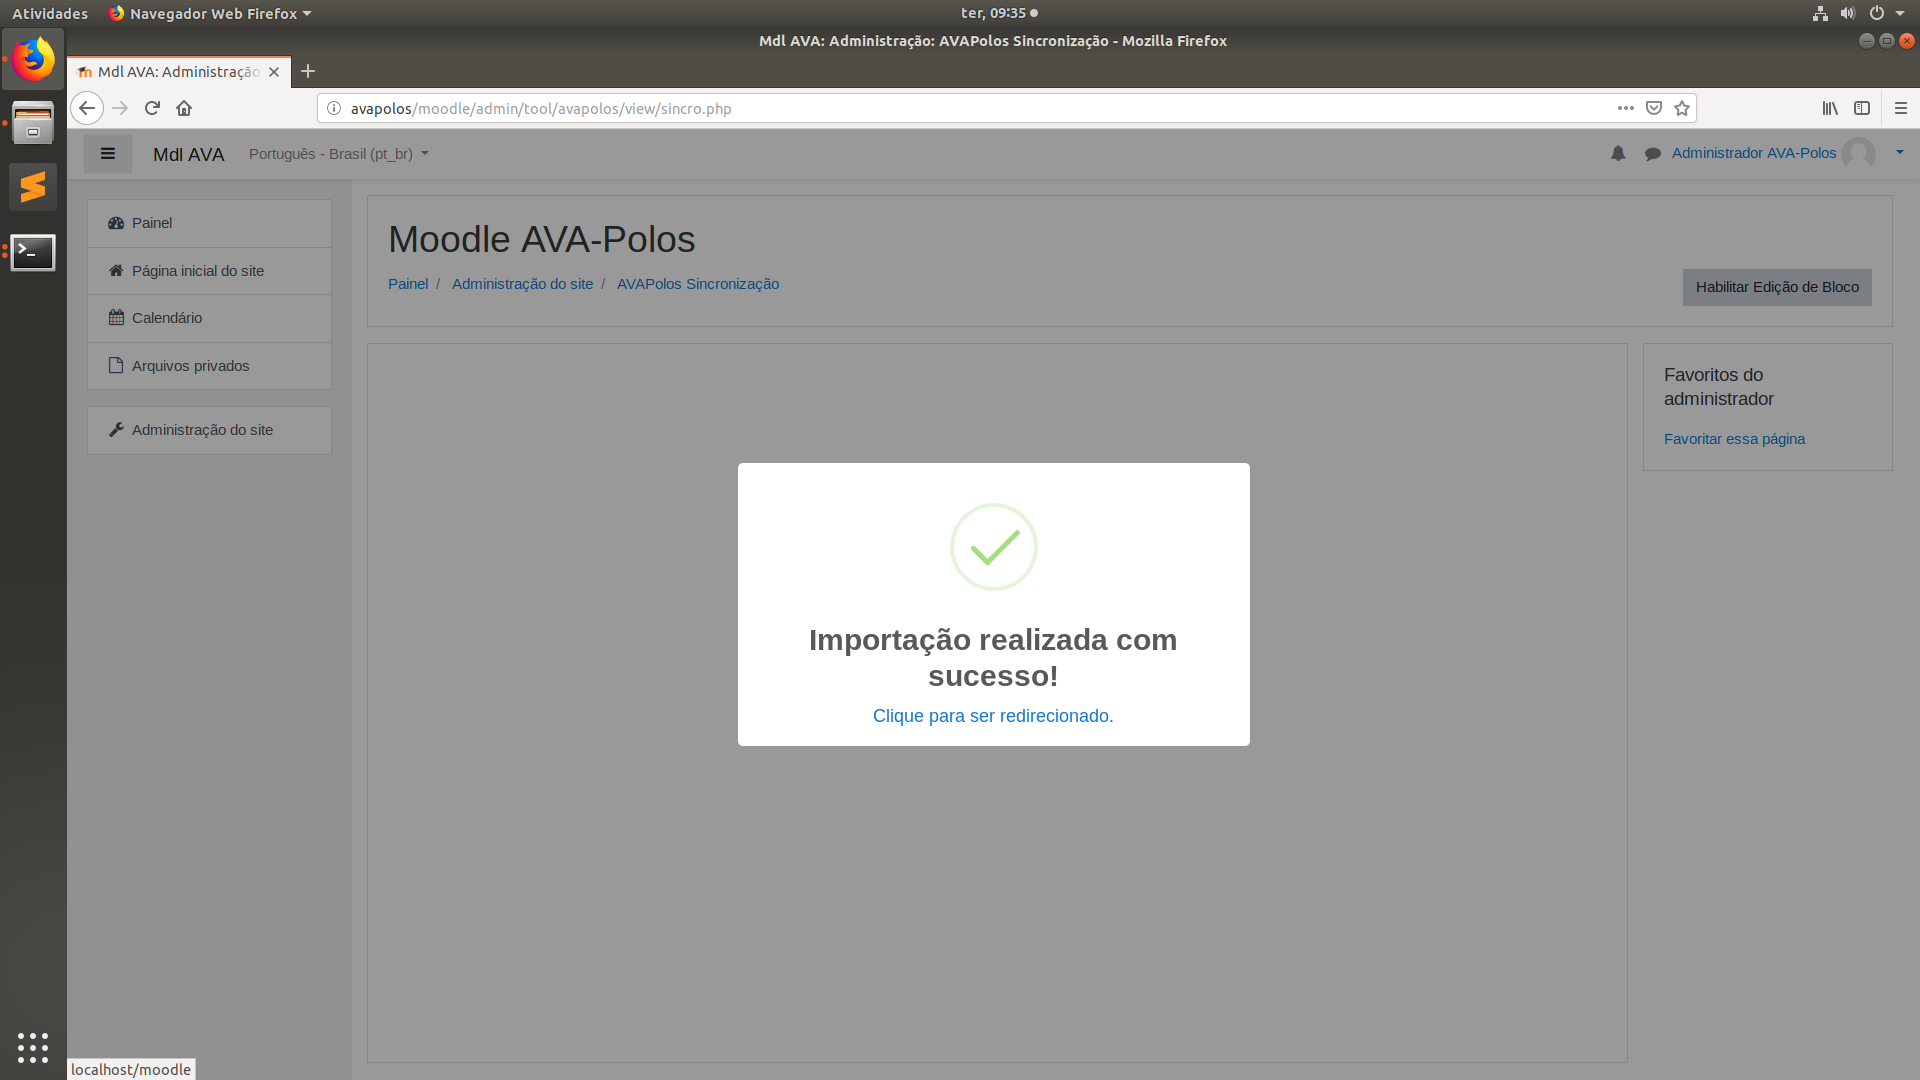 Atividades
Navegador Web Firefox
ter, 09:35
Mdl AVA: Administração: AVAPolos Sincronização - Mozilla Firefox
Mdl AVA: Administração
avapolos/moodle/admin/tool/avapolos/view/sincro.php
Mdl AVA
Português - Brasil (pt_br)
Administrador AVA-Polos
Painel
Página inicial do site
Calendário
Arquivos privados
Administração do site
Moodle AVA-Polos
Painel / Administração do site / AVAPolos Sincronização
Habilitar Edição de Bloco
Favoritos do
administrador
Favoritar essa página
Importação realizada com
sucesso!
Clique para ser redirecionado.
localhost/moodle